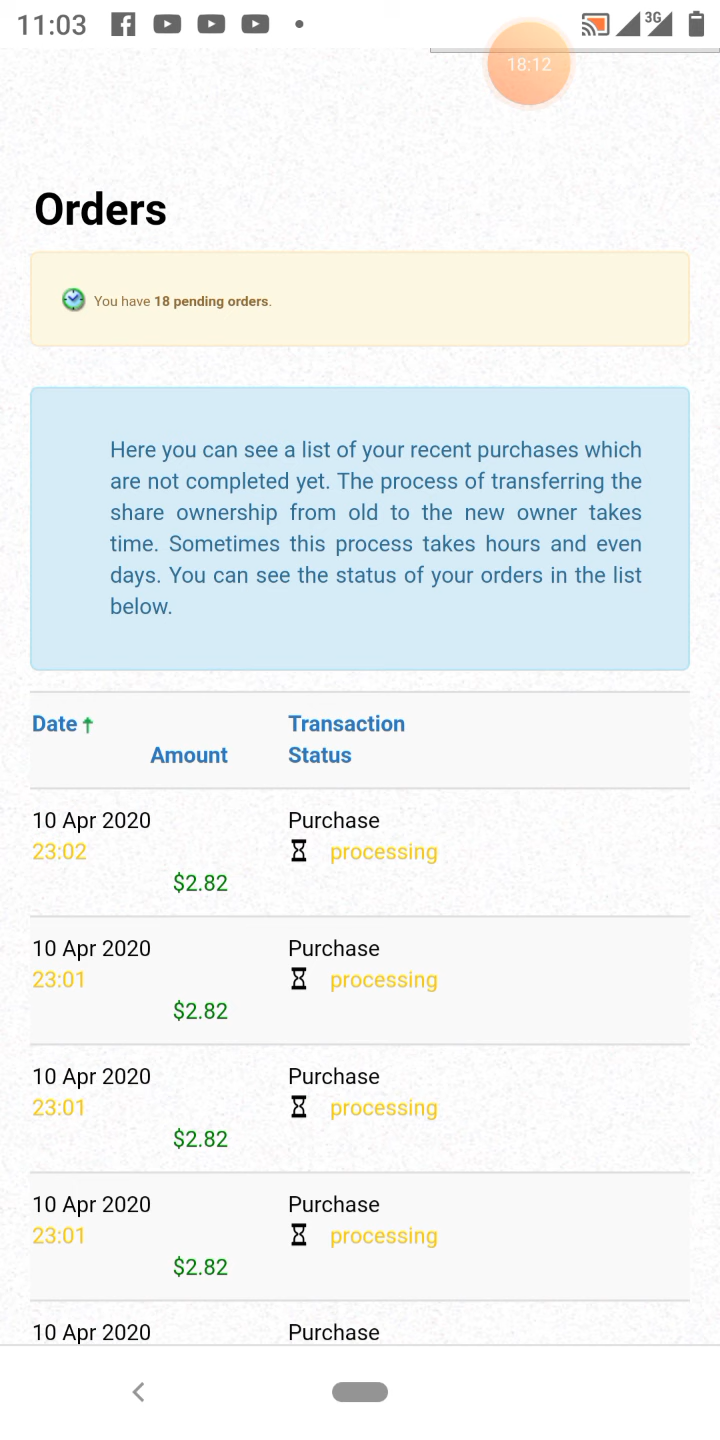 11:03
3G
18:12
Orders
You have 18 pending orders.
Here you can see a list of your recent purchases which
are not completed yet. The process of transferring the
share ownership from old to the new owner takes
time. Sometimes this process takes hours and even
days. You can see the status of your orders in the list
below.
Date Transaction
Amount Status
10 Apr 2020 Purchase
23:02 processing
$2.82
10 Apr 2020 Purchase
23:01 processing
$2.82
10 Apr 2020 Purchase
23:01 processing
$2.82
10 Apr 2020 Purchase
23:01 processing
$2.82
10 Apr 2020 Purchase